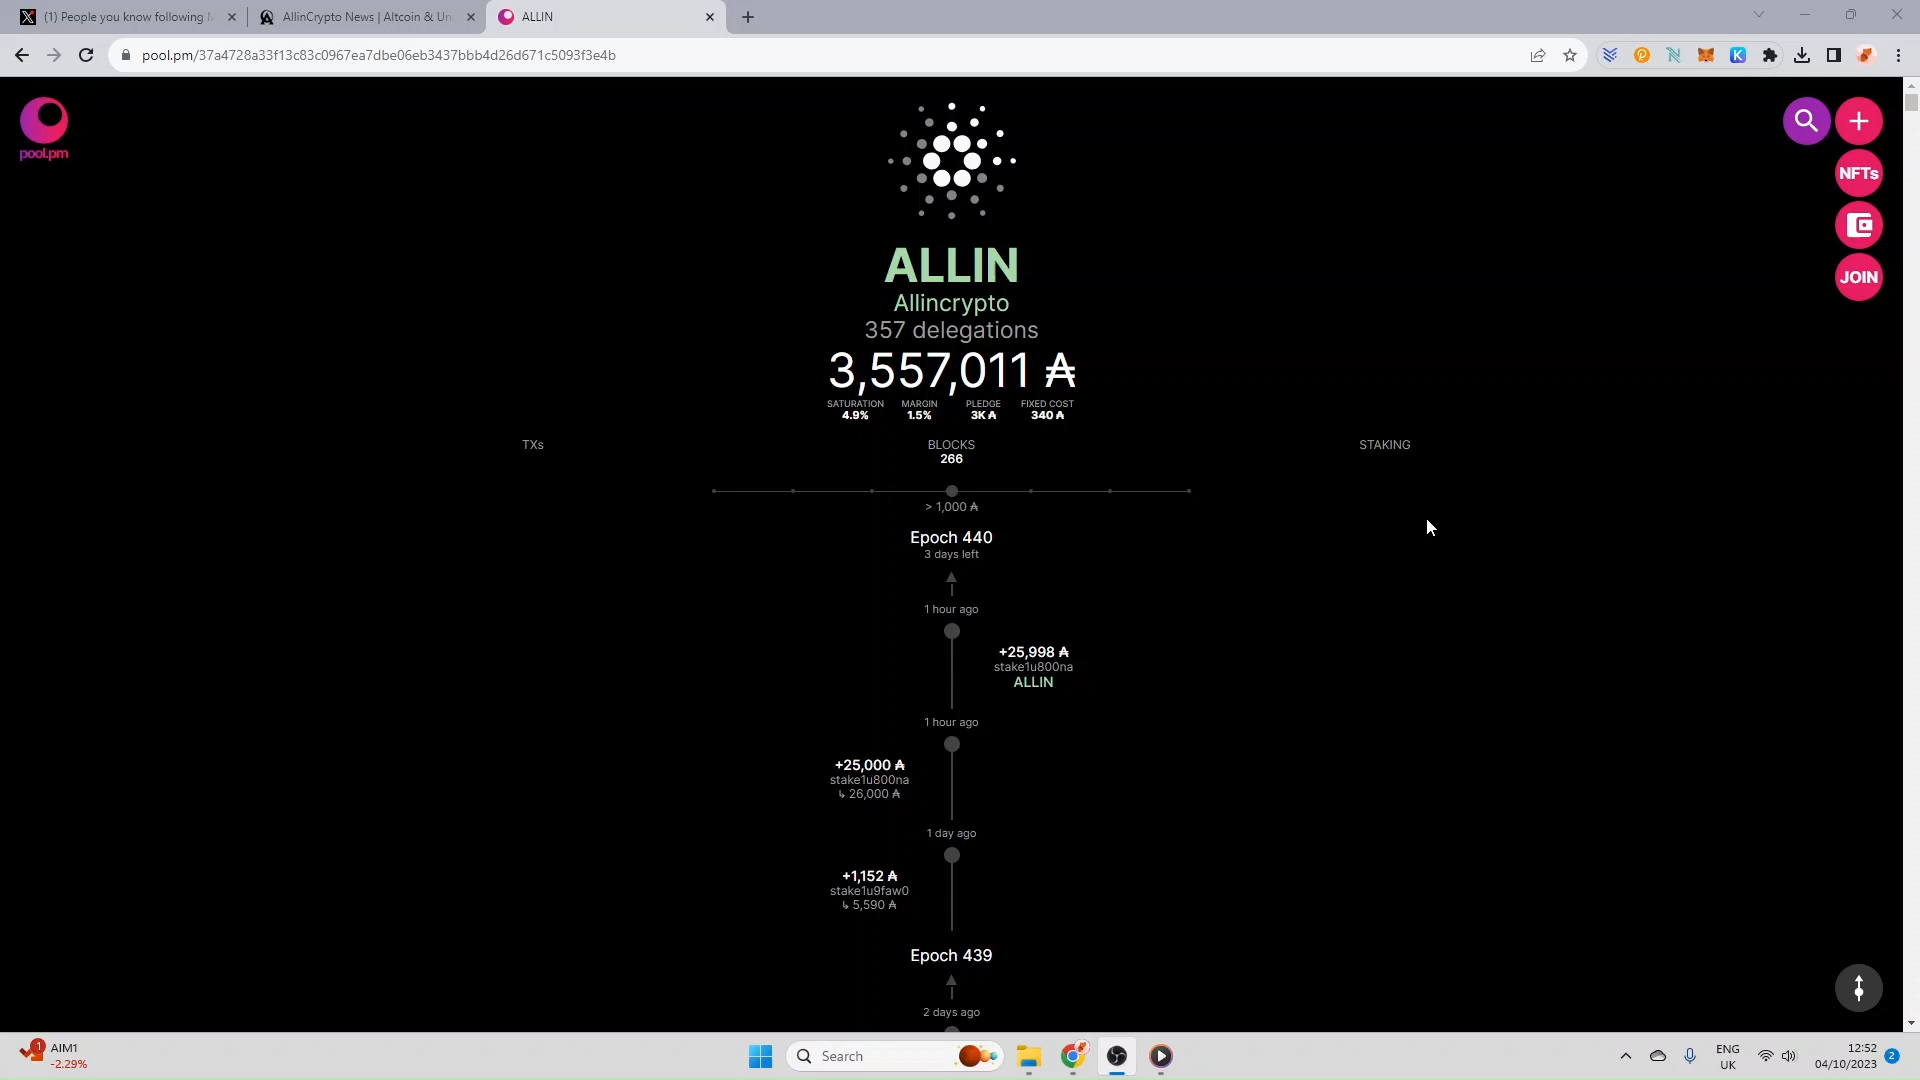 (1) People you know following M
AllinCrypto News | Altcoin & Un
ALLIN
pool.pm/37a4728a33f13c83c0967ea7dbe06eb3437bbb4d26d671c5093f3e4b
pool.pm
NFTs
JOIN
ALLIN
Allincrypto
357 delegations
3,557,011 ₳
SATURATION MARGIN PLEDGE FIXED COST
4.9% 1.5% 3K ₳ 340 ₳
TXs BLOCKS STAKING
266
> 1,000 ₳
Epoch 440
3 days left
1 hour ago
+25,998 ₳
stake1u800na
ALLIN
1 hour ago
+25,000 ₳
stake1u800na
↳ 26,000 ₳
1 day ago
+1,152 ₳
stake1u9faw0
↳ 5,590 ₳
Epoch 439
2 days ago
1
AIM1
-2.29%
Search
ENG
UK
12:52
04/10/2023
2